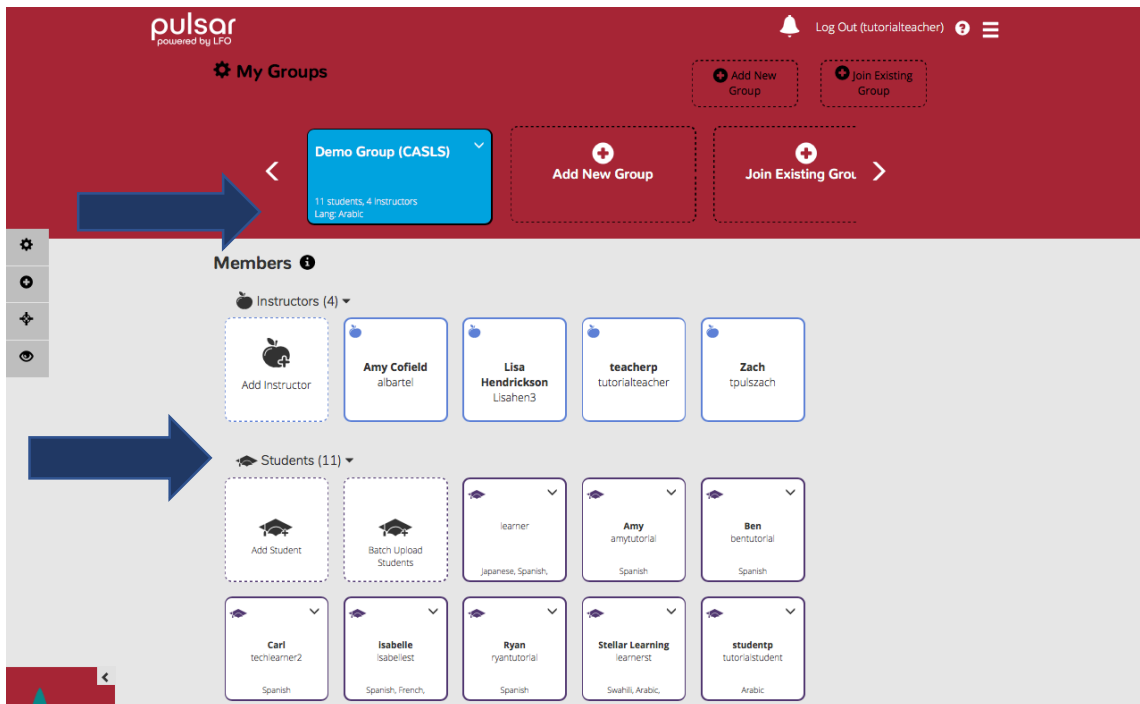 pulsar
powered by LFO
Log Out (tutorialteacher)
My Groups
Add New
Group
Join Existing
Group
Demo Group (CASLS)
11 students, 4 instructors
Lang: Arabic
Add New Group
Join Existing Grou
Members
Instructors (4)
Add Instructor
Amy Cofield
albartel
Lisa
Hendrickson
Lisahen3
teacherp
tutorialteacher
Zach
tpulszach
Students (11)
Add Student
Batch Upload
Students
learner
Japanese, Spanish,
Amy
amytutorial
Spanish
Ben
bentutorial
Spanish
Carl
techlearner2
Spanish
isabelle
isabellest
Spanish, French,
Ryan
ryantutorial
Spanish
Stellar Learning
learnerst
Swahili, Arabic,
studentp
tutorialstudent
Arabic